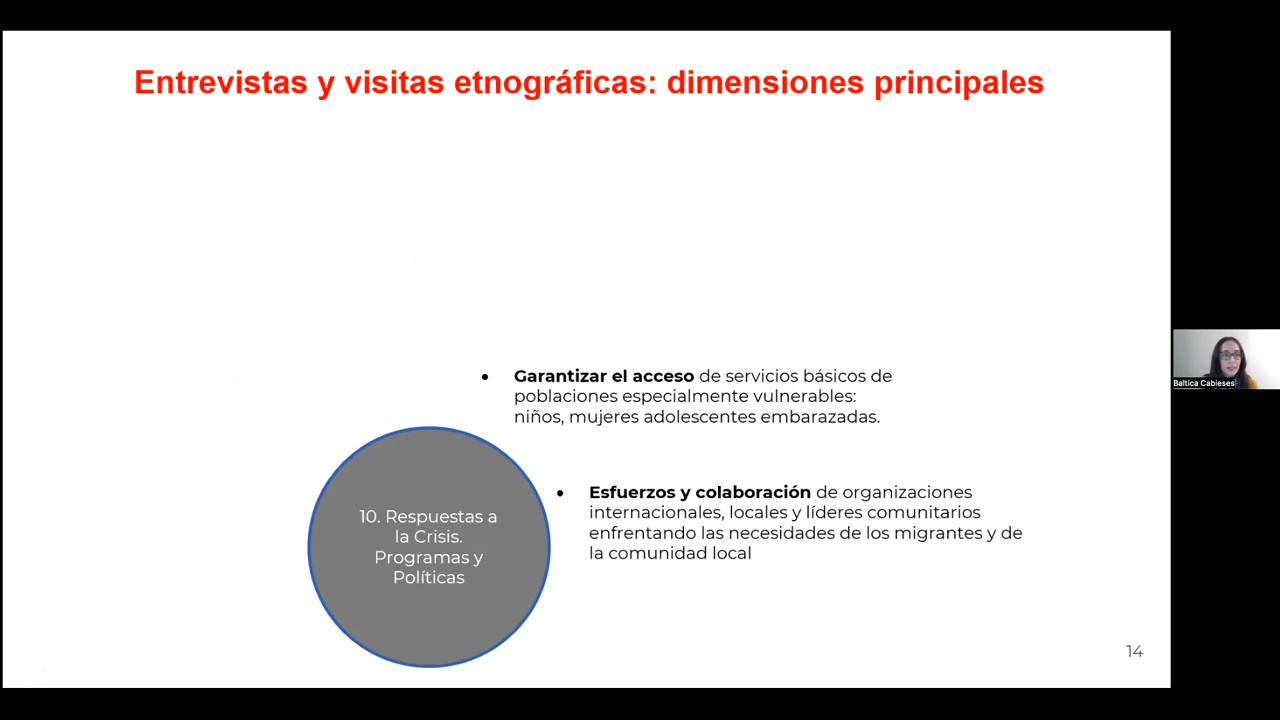 Entrevistas y visitas etnográficas: dimensiones principales
• Garantizar el acceso de servicios básicos de
poblaciones especialmente vulnerables:
niños, mujeres adolescentes embarazadas.
• Esfuerzos y colaboración de organizaciones
internacionales, locales y líderes comunitarios
enfrentando las necesidades de los migrantes y de
la comunidad local
10. Respuestas a
la Crisis.
Programas y
Políticas
14
Baltica Cabieses